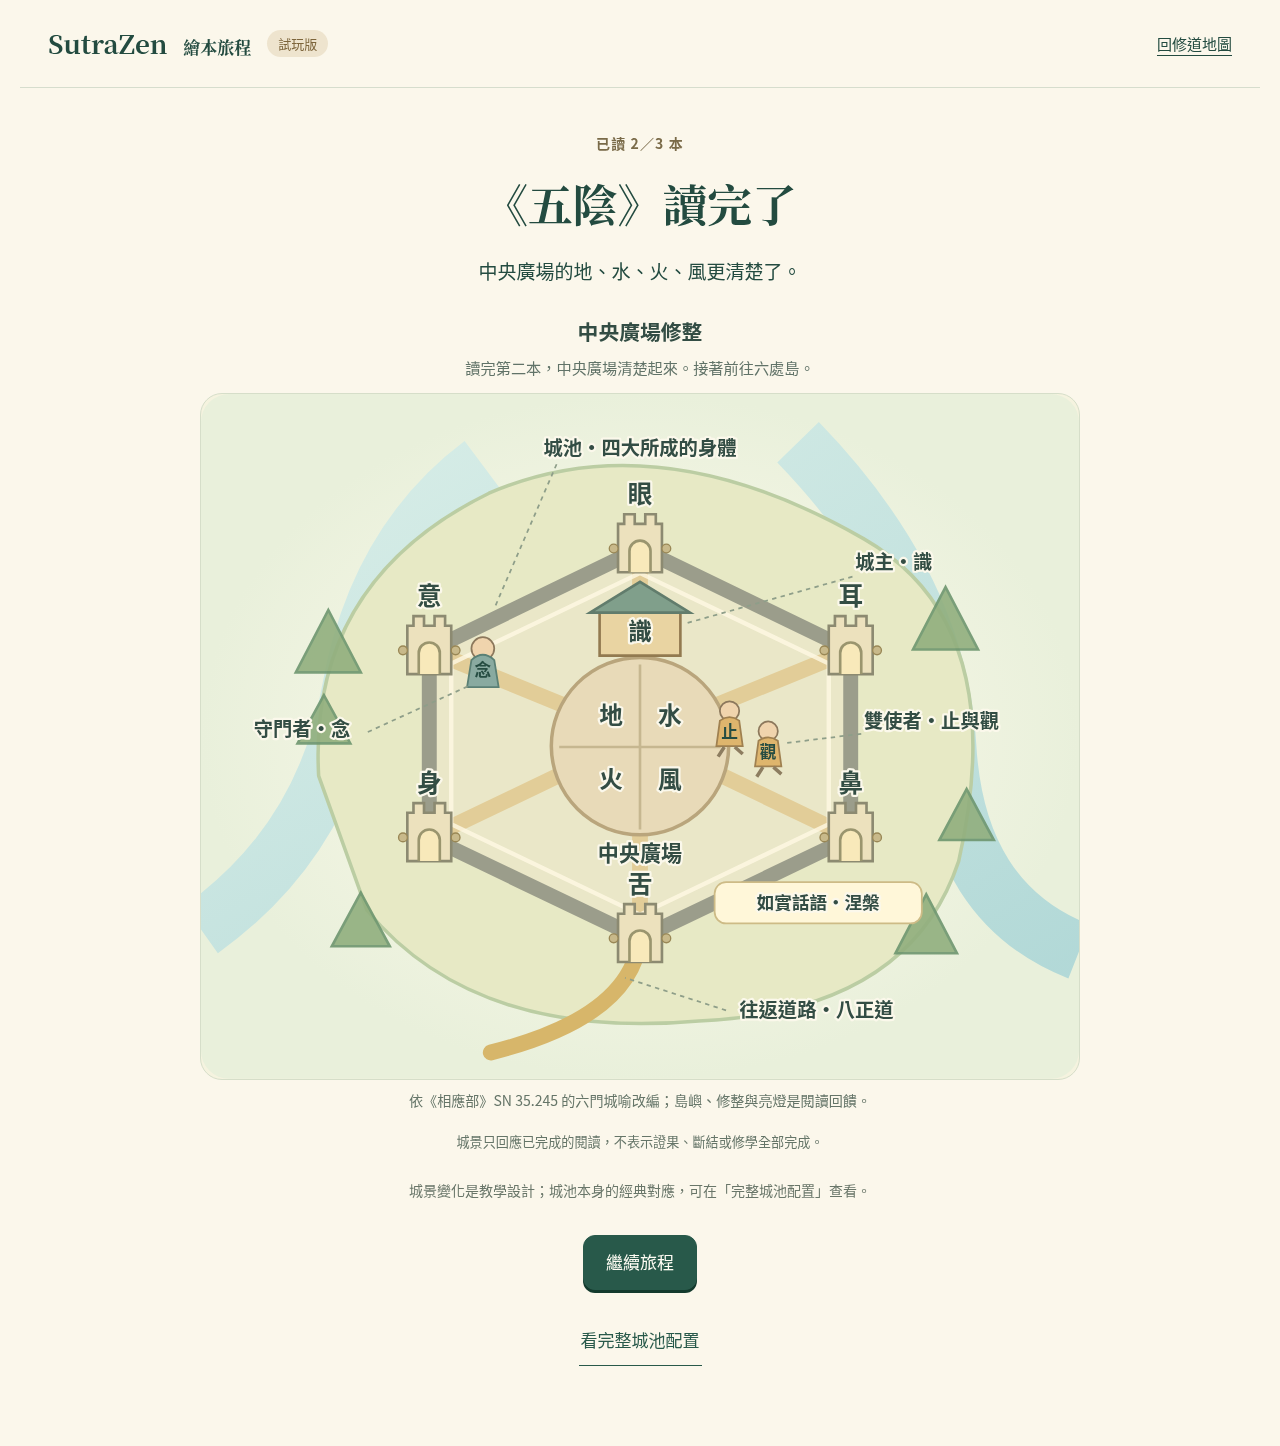 SutraZen 繪本旅程 試玩版
回修道地圖
已讀 2／3 本
《五陰》讀完了
中央廣場的地、水、火、風更清楚了。
中央廣場修整
讀完第二本，中央廣場清楚起來。接著前往六處島。
城池・四大所成的身體
眼
城主・識
意
耳
識
念
地 水
止
觀
守門者・念
雙使者・止與觀
火 風
身
鼻
中央廣場
舌
如實話語・涅槃
往返道路・八正道
依《相應部》SN 35.245 的六門城喻改編；島嶼、修整與亮燈是閱讀回饋。
城景只回應已完成的閱讀，不表示證果、斷結或修學全部完成。
城景變化是教學設計；城池本身的經典對應，可在「完整城池配置」查看。
繼續旅程
看完整城池配置